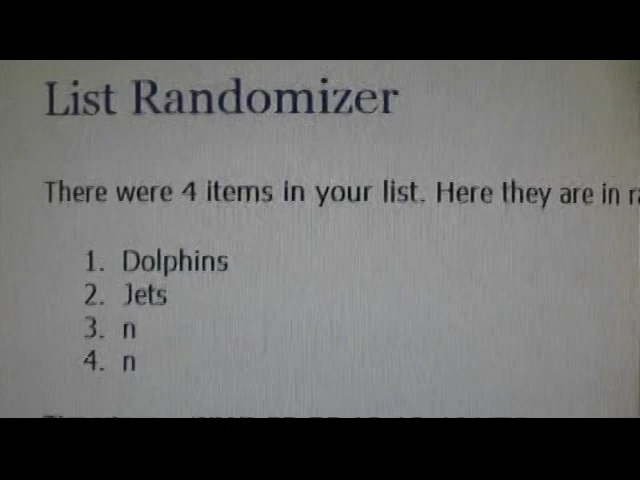 List Randomizer
There were 4 items in your list. Here they are in
1. Dolphins
2. Jets
3. n
4. n